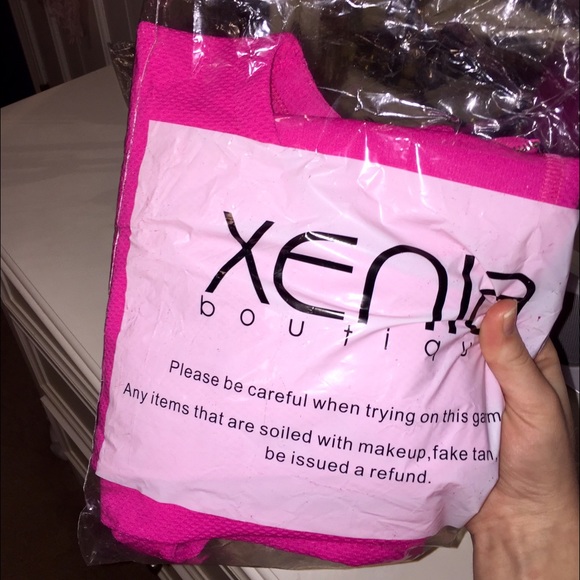 XENIA
boutiq
Please be careful when trying on this gam
Any items that are soiled with makeup,fake tan,
be issued a refund.